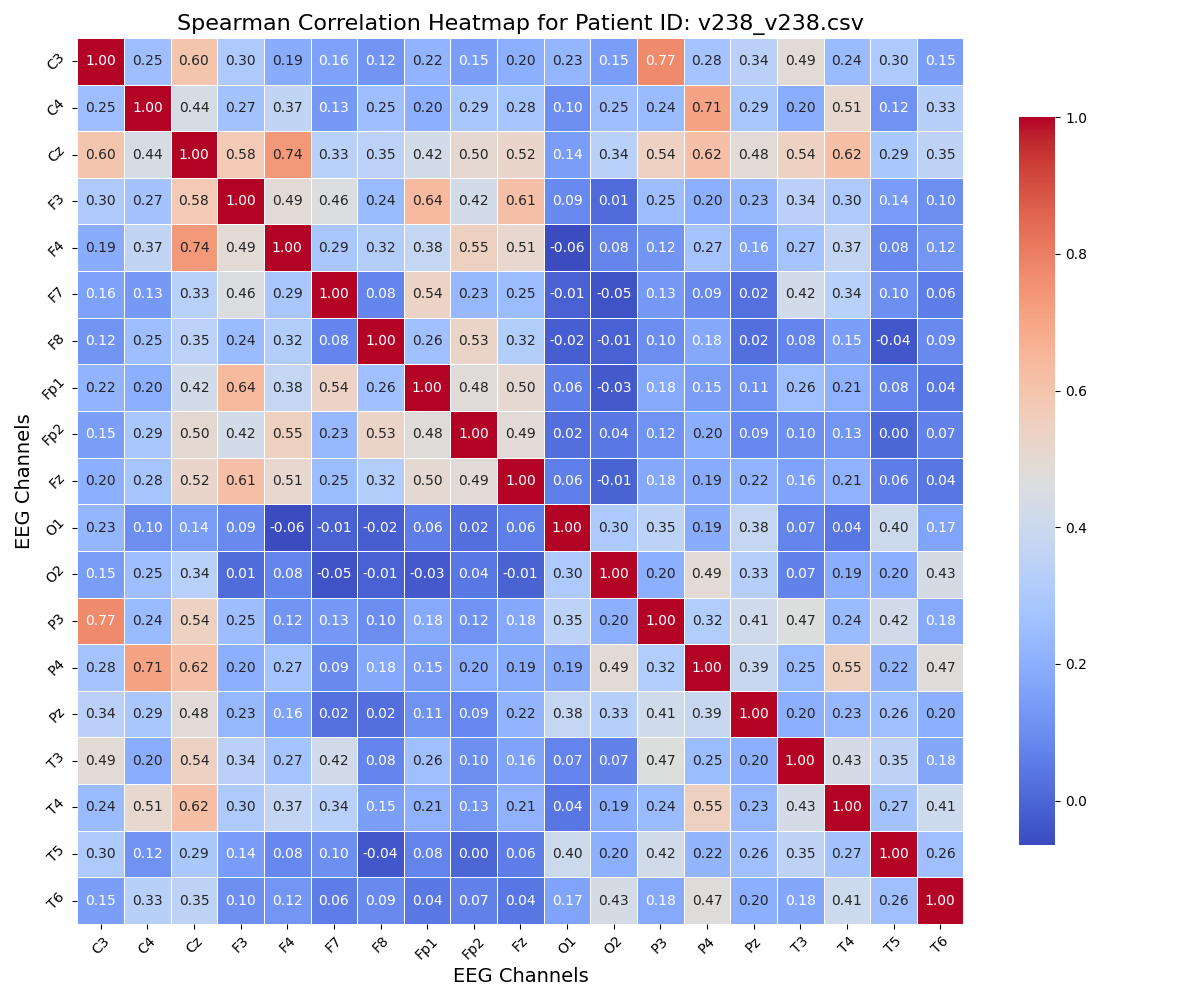 Spearman Correlation Heatmap for Patient ID: v238_v238.csv
EEG Channels
C3 1.00 0.25 0.60 0.30 0.19 0.16 0.12 0.22 0.15 0.20 0.23 0.15 0.77 0.28 0.34 0.49 0.24 0.30 0.15
C4 0.25 1.00 0.44 0.27 0.37 0.13 0.25 0.20 0.29 0.28 0.10 0.25 0.24 0.71 0.29 0.20 0.51 0.12 0.33
Cz 0.60 0.44 1.00 0.58 0.74 0.33 0.35 0.42 0.50 0.52 0.14 0.34 0.54 0.62 0.48 0.54 0.62 0.29 0.35
F3 0.30 0.27 0.58 1.00 0.49 0.46 0.24 0.64 0.42 0.61 0.09 0.01 0.25 0.20 0.23 0.34 0.30 0.14 0.10
F4 0.19 0.37 0.74 0.49 1.00 0.29 0.32 0.38 0.55 0.51 -0.06 0.08 0.12 0.27 0.16 0.27 0.37 0.08 0.12
F7 0.16 0.13 0.33 0.46 0.29 1.00 0.08 0.54 0.23 0.25 -0.01 -0.05 0.13 0.09 0.02 0.42 0.34 0.10 0.06
F8 0.12 0.25 0.35 0.24 0.32 0.08 1.00 0.26 0.53 0.32 -0.02 -0.01 0.10 0.18 0.02 0.08 0.15 -0.04 0.09
Fp1 0.22 0.20 0.42 0.64 0.38 0.54 0.26 1.00 0.48 0.50 0.06 -0.03 0.18 0.15 0.11 0.26 0.21 0.08 0.04
Fp2 0.15 0.29 0.50 0.42 0.55 0.23 0.53 0.48 1.00 0.49 0.02 0.04 0.12 0.20 0.09 0.10 0.13 0.00 0.07
Fz 0.20 0.28 0.52 0.61 0.51 0.25 0.32 0.50 0.49 1.00 0.06 -0.01 0.18 0.19 0.22 0.16 0.21 0.06 0.04
O1 0.23 0.10 0.14 0.09 -0.06 -0.01 -0.02 0.06 0.02 0.06 1.00 0.30 0.35 0.19 0.38 0.07 0.04 0.40 0.17
O2 0.15 0.25 0.34 0.01 0.08 -0.05 -0.01 -0.03 0.04 -0.01 0.30 1.00 0.20 0.49 0.33 0.07 0.19 0.20 0.43
P3 0.77 0.24 0.54 0.25 0.12 0.13 0.10 0.18 0.12 0.18 0.35 0.20 1.00 0.32 0.41 0.47 0.24 0.42 0.18
P4 0.28 0.71 0.62 0.20 0.27 0.09 0.18 0.15 0.20 0.19 0.19 0.49 0.32 1.00 0.39 0.25 0.55 0.22 0.47
Pz 0.34 0.29 0.48 0.23 0.16 0.02 0.02 0.11 0.09 0.22 0.38 0.33 0.41 0.39 1.00 0.20 0.23 0.26 0.20
T3 0.49 0.20 0.54 0.34 0.27 0.42 0.08 0.26 0.10 0.16 0.07 0.07 0.47 0.25 0.20 1.00 0.43 0.35 0.18
T4 0.24 0.51 0.62 0.30 0.37 0.34 0.15 0.21 0.13 0.21 0.04 0.19 0.24 0.55 0.23 0.43 1.00 0.27 0.41
T5 0.30 0.12 0.29 0.14 0.08 0.10 -0.04 0.08 0.00 0.06 0.40 0.20 0.42 0.22 0.26 0.35 0.27 1.00 0.26
T6 0.15 0.33 0.35 0.10 0.12 0.06 0.09 0.04 0.07 0.04 0.17 0.43 0.18 0.47 0.20 0.18 0.41 0.26 1.00
C3 C4 Cz F3 F4 F7 F8 Fp1 Fp2 Fz O1 O2 P3 P4 Pz T3 T4 T5 T6
EEG Channels
1.0
0.8
0.6
0.4
0.2
0.0